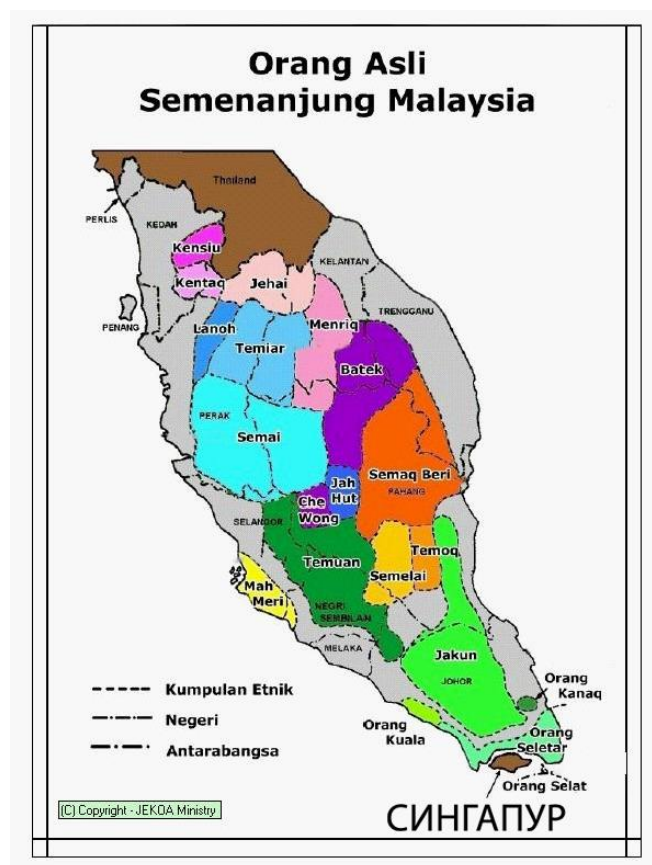 Orang Asli
Semenanjung Malaysia
Thailand
PERLIS
KEDAH
Kensiu
KELANTAN
Kentaq
Jehai
TRENGGANU
PENANG
Lanoh
Menriq
Temiar
Batek
PERAK
Semai
Semaq Beri
PAHANG
Jah
Hut
Che
Wong
SELANGOR
Temoq
Temuan
Semelai
Mah
Meri
NEGRI
SEMBILAN
MELAKA
Jakun
JOHOR
Orang
Kanaq
Orang
Kuala
Orang
Seletar
Orang Selat
Kumpulan Etnik
Negeri
Antarabangsa
(C) Copyright - JEKOA Ministry
СИНГАПУР